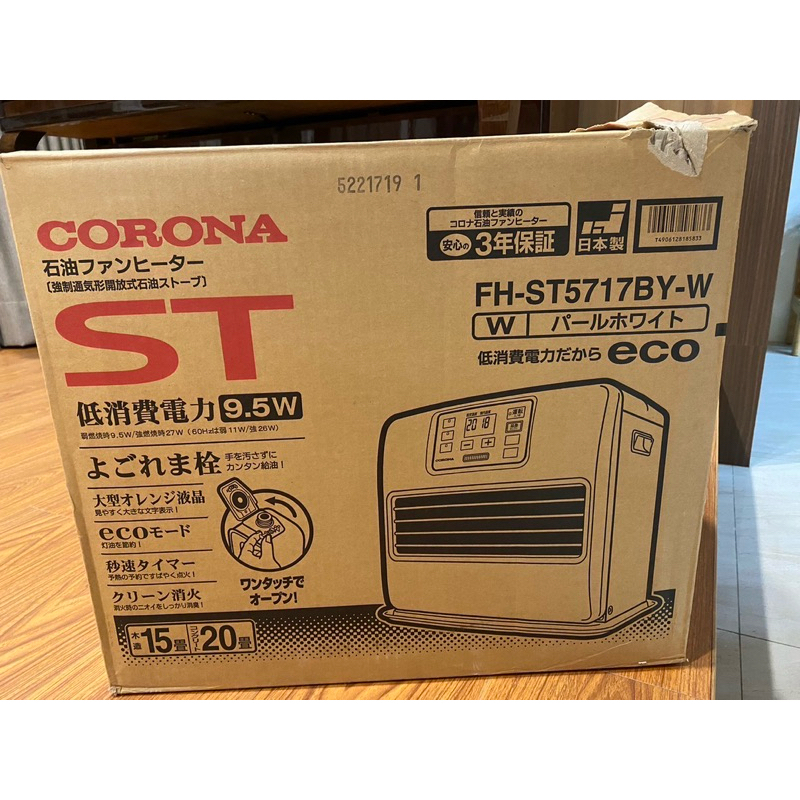 5221719 1
CORONA
石油ファンヒーター
〔強制通気形開放式石油ストーブ〕
ST
低消費電力 9.5W
弱燃焼時9.5W/強燃焼時27W (60Hzは弱11W/強26W)
よごれま栓 手を汚さずに
カンタン給油!
大型オレンジ液晶
見やすく大きな文字表示!
ecoモード
灯油を節約!
秒速タイマー
予熱の予約ですばやく点火!
クリーン消火
消火時のニオイをしっかり消臭!
ワンタッチで
オープン!
木造 15畳 コンクリート 20畳
信頼と実績の
コロナ石油ファンヒーター
安心の 3年保証
日本製
FH-ST5717BY-W
W パールホワイト
低消費電力だから eco
20 18
CORONA